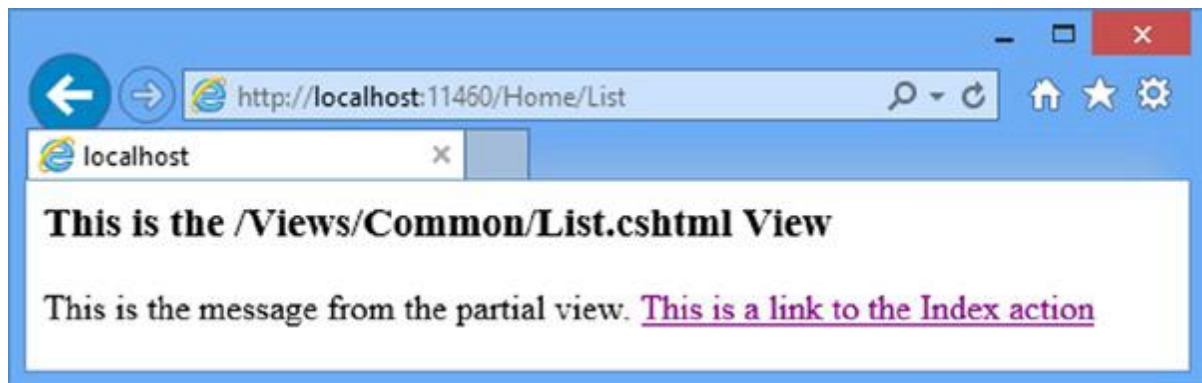 http://localhost:11460/Home/List
localhost
This is the /Views/Common/List.cshtml View
This is the message from the partial view. This is a link to the Index action